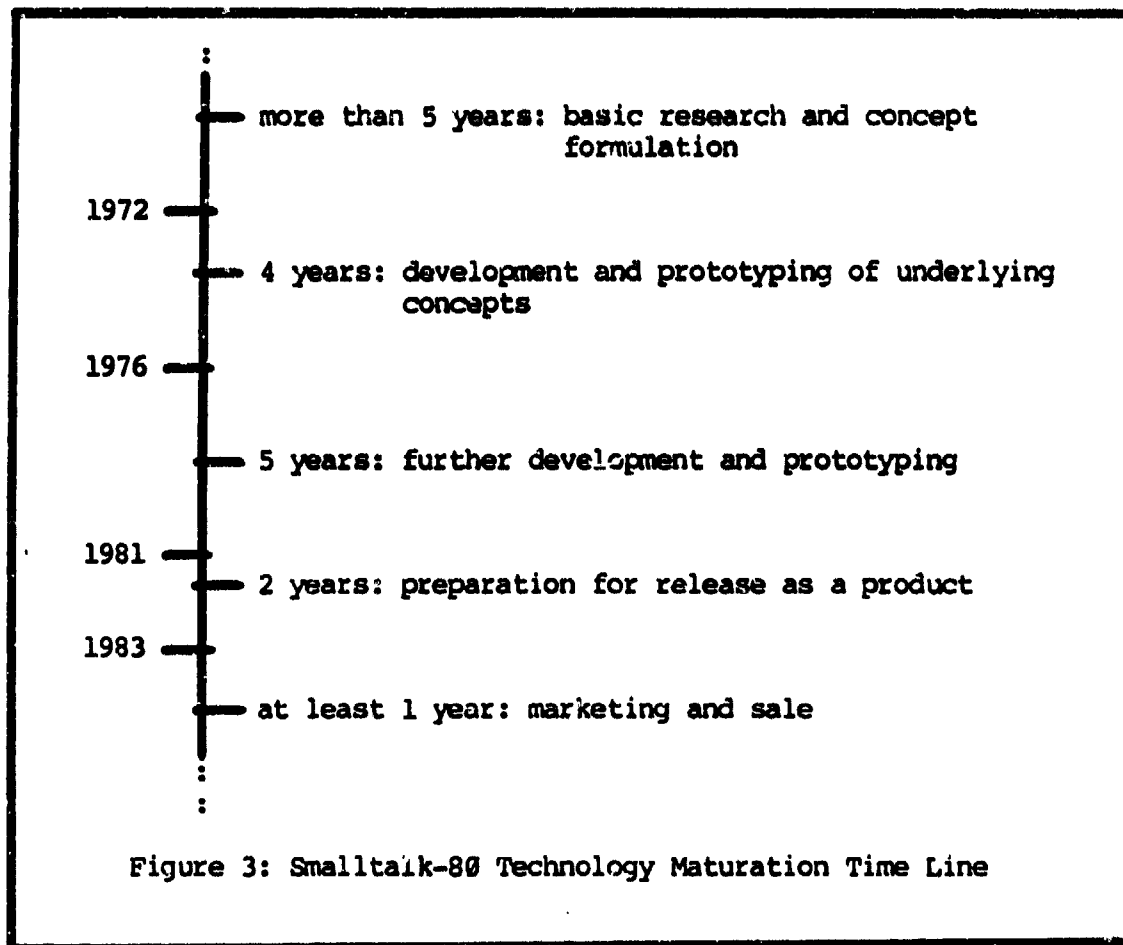 more than 5 years: basic research and concept
formulation
1972
4 years: development and prototyping of underlying
concepts
1976
5 years: further development and prototyping
1981
2 years: preparation for release as a product
1983
at least 1 year: marketing and sale
Figure 3: Smalltalk-80 Technology Maturation Time Line